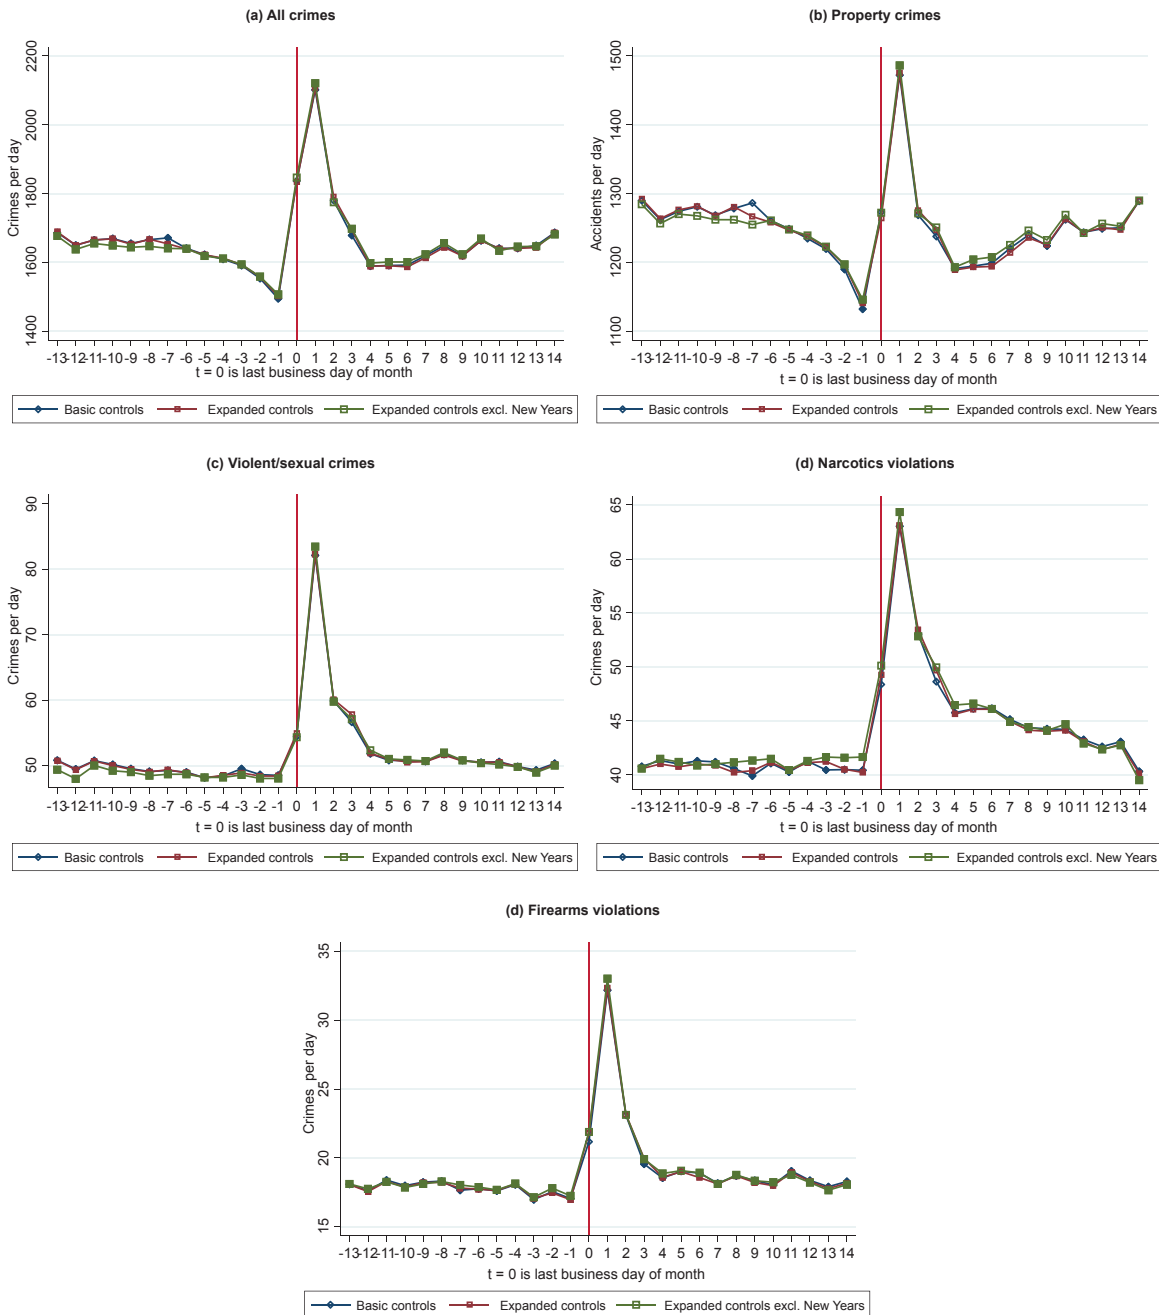 (a) All crimes
Crimes per day
2200
2000
1800
1600
1400
-13 -12 -11 -10 -9 -8 -7 -6 -5 -4 -3 -2 -1 0 1 2 3 4 5 6 7 8 9 10 11 12 13 14
t = 0 is last business day of month
Basic controls Expanded controls Expanded controls excl. New Years
(b) Property crimes
Accidents per day
1500
1400
1300
1200
1100
-13 -12 -11 -10 -9 -8 -7 -6 -5 -4 -3 -2 -1 0 1 2 3 4 5 6 7 8 9 10 11 12 13 14
t = 0 is last business day of month
Basic controls Expanded controls Expanded controls excl. New Years
(c) Violent/sexual crimes
Crimes per day
90
80
70
60
50
-13 -12 -11 -10 -9 -8 -7 -6 -5 -4 -3 -2 -1 0 1 2 3 4 5 6 7 8 9 10 11 12 13 14
t = 0 is last business day of month
Basic controls Expanded controls Expanded controls excl. New Years
(d) Narcotics violations
Crimes per day
65
60
55
50
45
40
-13 -12 -11 -10 -9 -8 -7 -6 -5 -4 -3 -2 -1 0 1 2 3 4 5 6 7 8 9 10 11 12 13 14
t = 0 is last business day of month
Basic controls Expanded controls Expanded controls excl. New Years
(d) Firearms violations
Crimes per day
35
30
25
20
15
-13 -12 -11 -10 -9 -8 -7 -6 -5 -4 -3 -2 -1 0 1 2 3 4 5 6 7 8 9 10 11 12 13 14
t = 0 is last business day of month
Basic controls Expanded controls Expanded controls excl. New Years